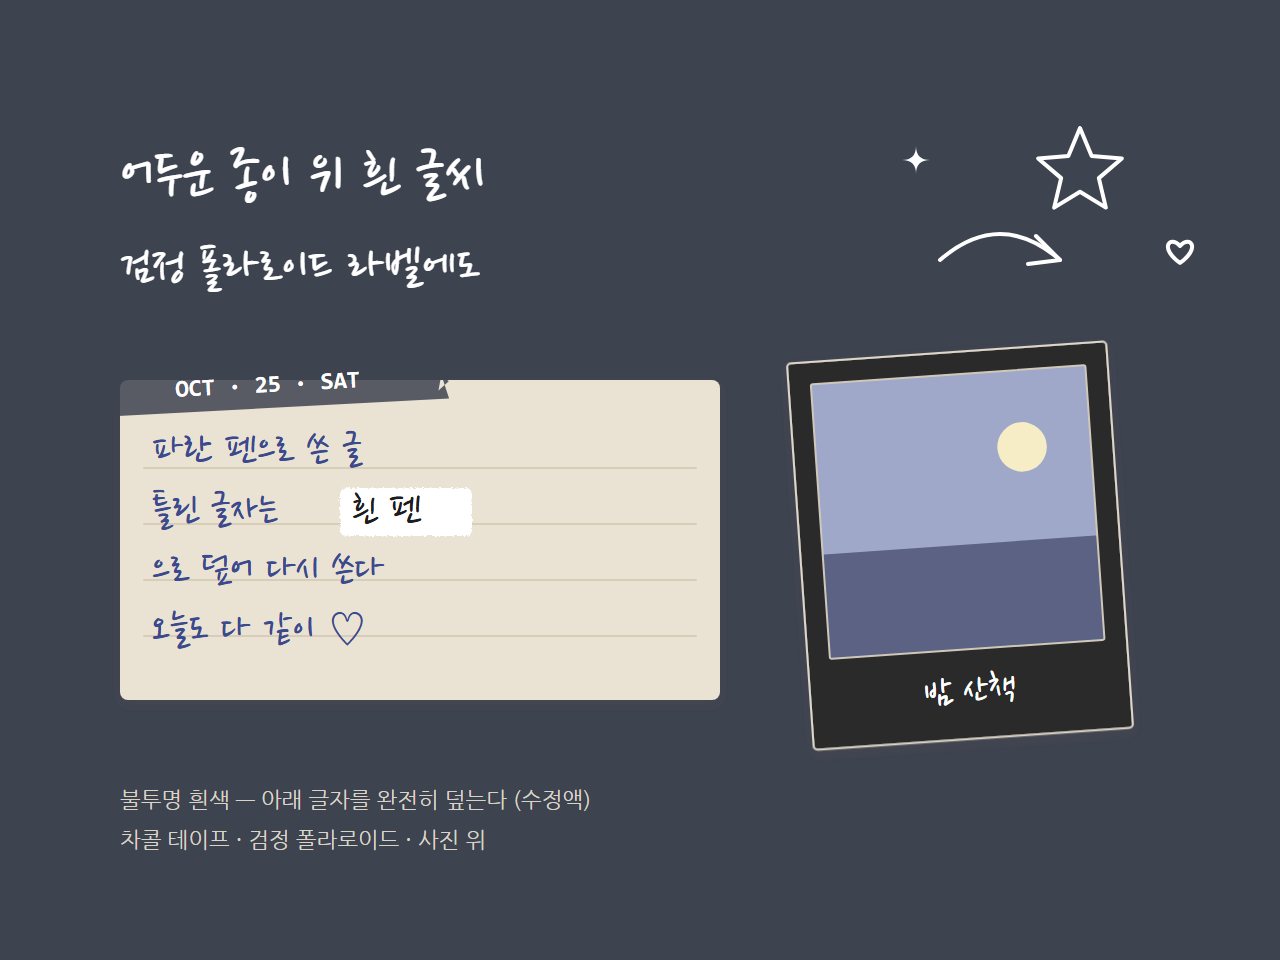 어두운 종이 위 흰 글씨
검정 폴라로이드 라벨에도
OCT · 25 · SAT
파란 펜으로 쓴 글
틀린 글자는 흰 펜
으로 덮어 다시 쓴다
오늘도 다 같이 ♡
밤 산책
불투명 흰색 — 아래 글자를 완전히 덮는다 (수정액)
차콜 테이프 · 검정 폴라로이드 · 사진 위